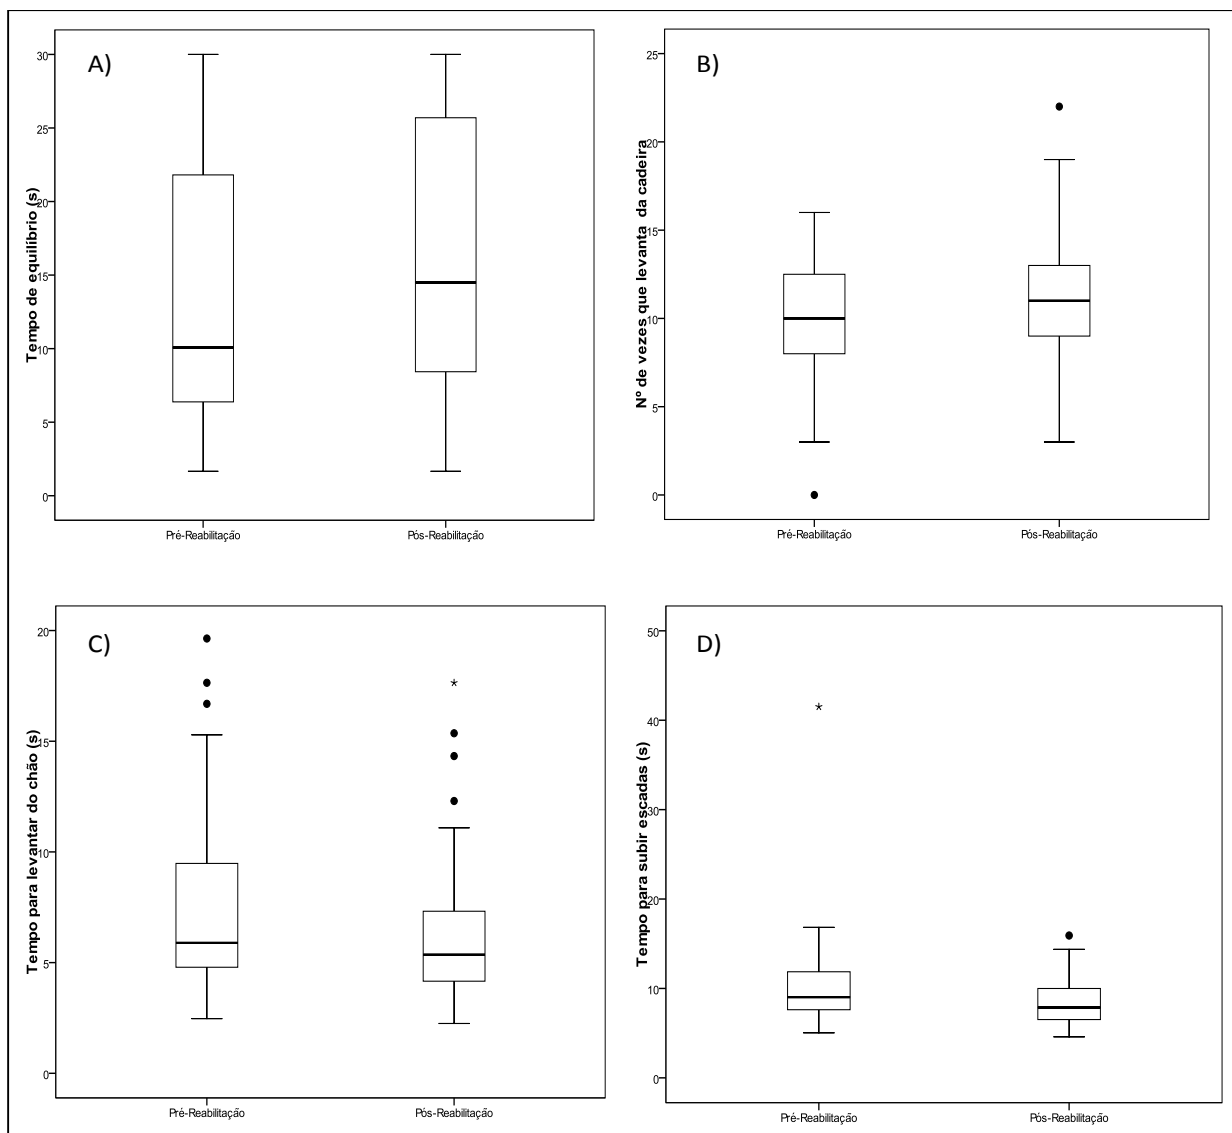 A)
Tempo de equilíbrio (s)
30
25
20
15
10
5
0
Pré-Reabilitação
Pós-Reabilitação
B)
Nº de vezes que levanta da cadeira
25
20
15
10
5
0
Pré-Reabilitação
Pós-Reabilitação
C)
Tempo para levantar do chão (s)
20
15
10
5
0
Pré-Reabilitação
Pós-Reabilitação
D)
Tempo para subir escadas (s)
50
40
30
20
10
0
Pré-Reabilitação
Pós-Reabilitação